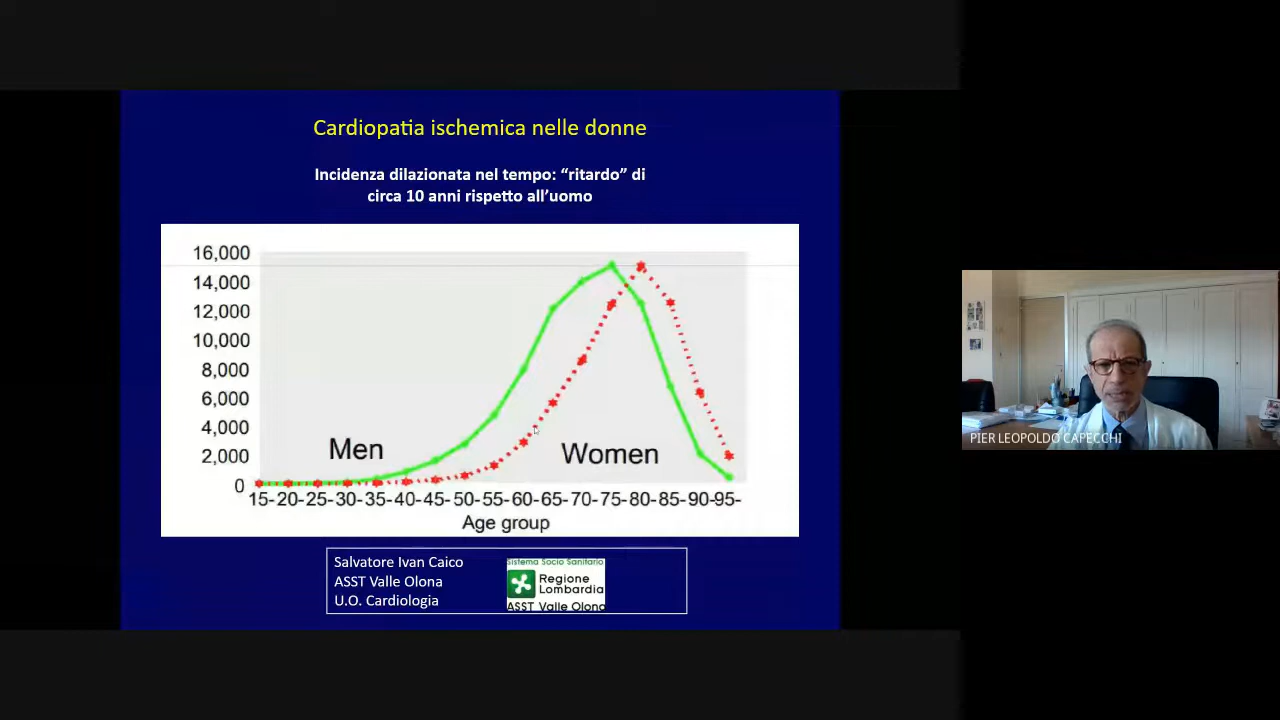 Cardiopatia ischemica nelle donne
Incidenza dilazionata nel tempo: “ritardo” di
circa 10 anni rispetto all’uomo
16,000
14,000
12,000
10,000
8,000
6,000
4,000
2,000
0
Men
Women
15- 20- 25- 30- 35- 40- 45- 50- 55- 60- 65- 70- 75- 80- 85- 90-95-
Age group
Salvatore Ivan Caico
ASST Valle Olona
U.O. Cardiologia
Sistema Socio Sanitario
Regione
Lombardia
ASST Valle Olona
PIER LEOPOLDO CAPECCHI